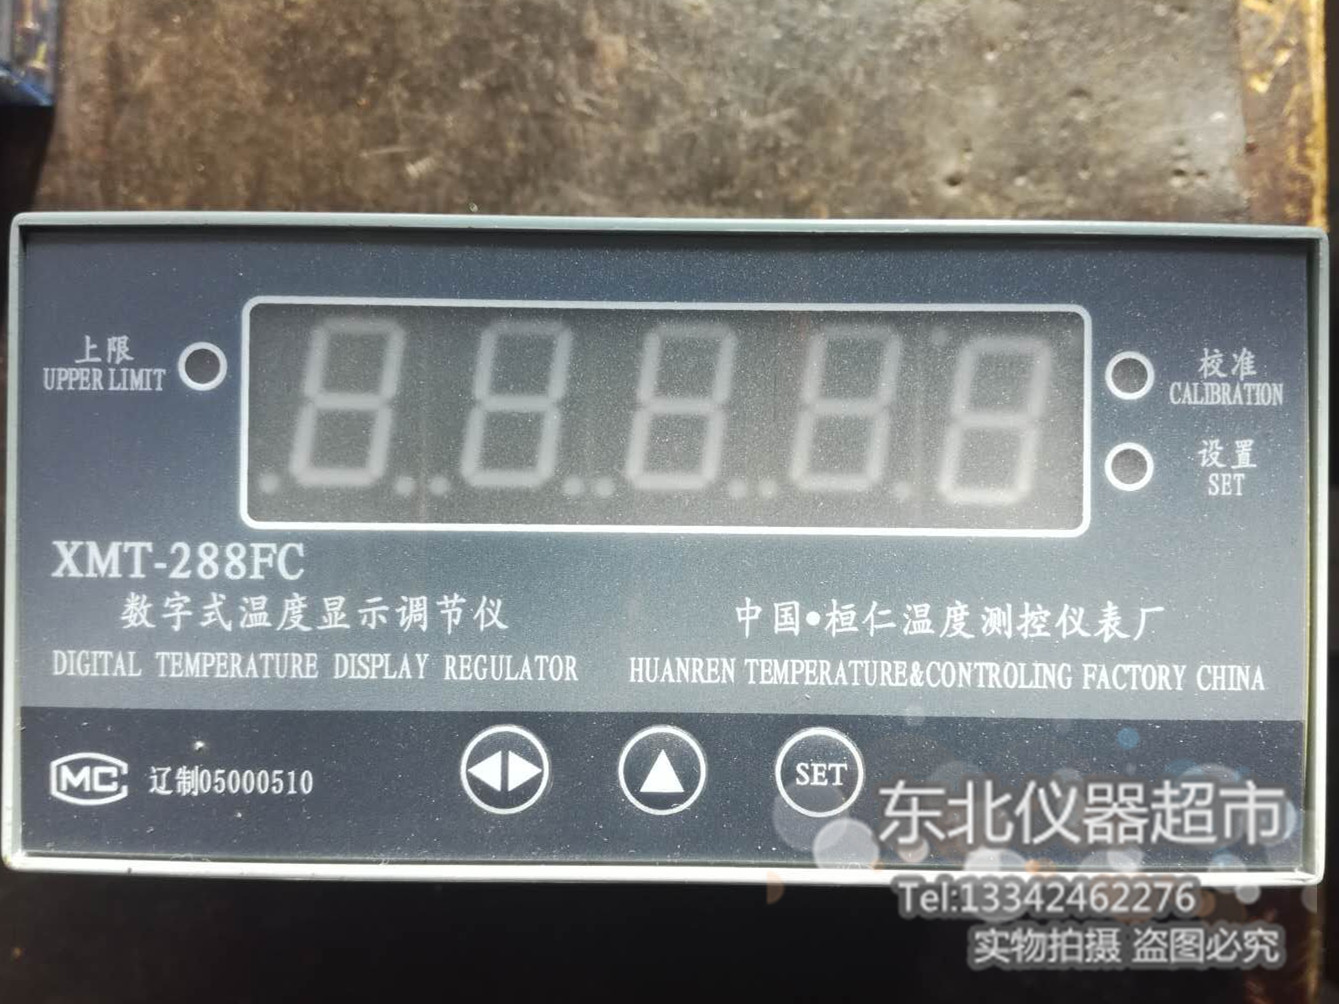 上限
UPPER LIMIT
校准
CALIBRATION
设置
SET
XMT-288FC
数字式温度显示调节仪
DIGITAL TEMPERATURE DISPLAY REGULATOR
中国•桓仁温度测控仪表厂
HUANREN TEMPERATURE&CONTROLING FACTORY CHINA
MC 辽制05000510
SET
东北仪器超市
Tel:13342462276
实物拍摄 盗图必究